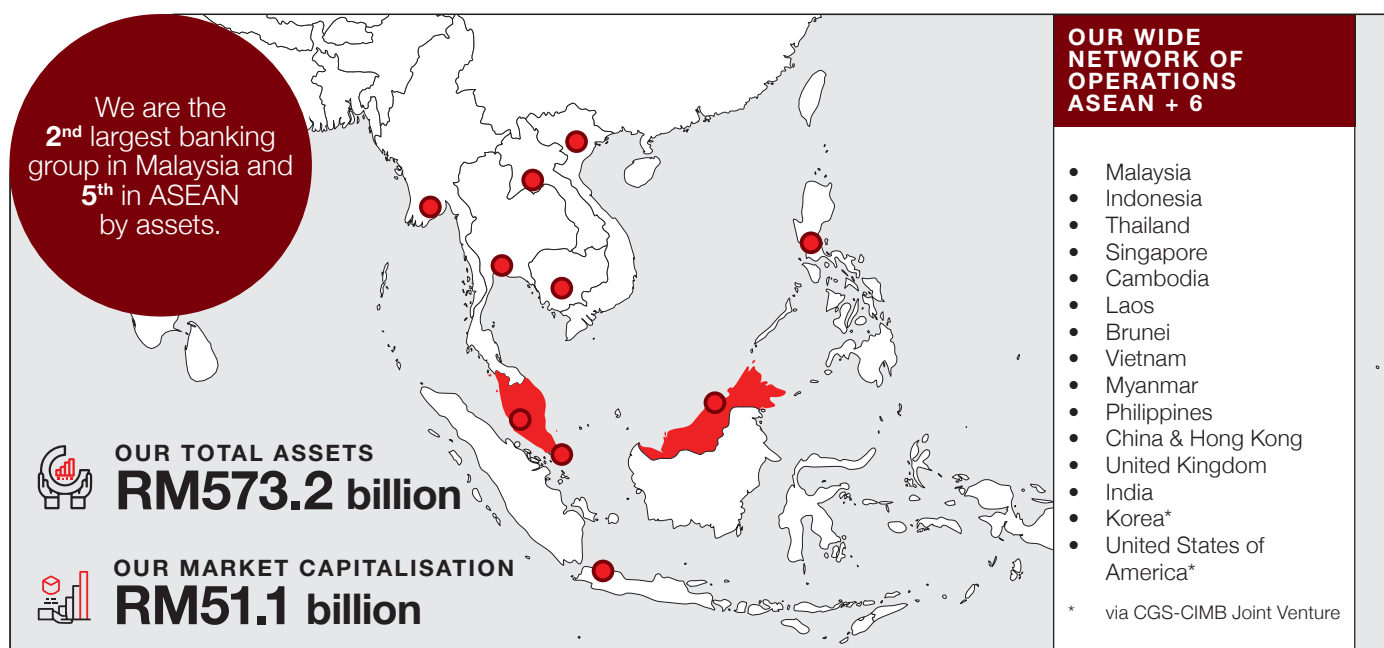 We are the
2nd largest banking
group in Malaysia and
5th in ASEAN
by assets.
OUR TOTAL ASSETS
RM573.2 billion
OUR MARKET CAPITALISATION
RM51.1 billion
OUR WIDE
NETWORK OF
OPERATIONS
ASEAN + 6
• Malaysia
• Indonesia
• Thailand
• Singapore
• Cambodia
• Laos
• Brunei
• Vietnam
• Myanmar
• Philippines
• China & Hong Kong
• United Kingdom
• India
• Korea*
• United States of
America*
* via CGS-CIMB Joint Venture